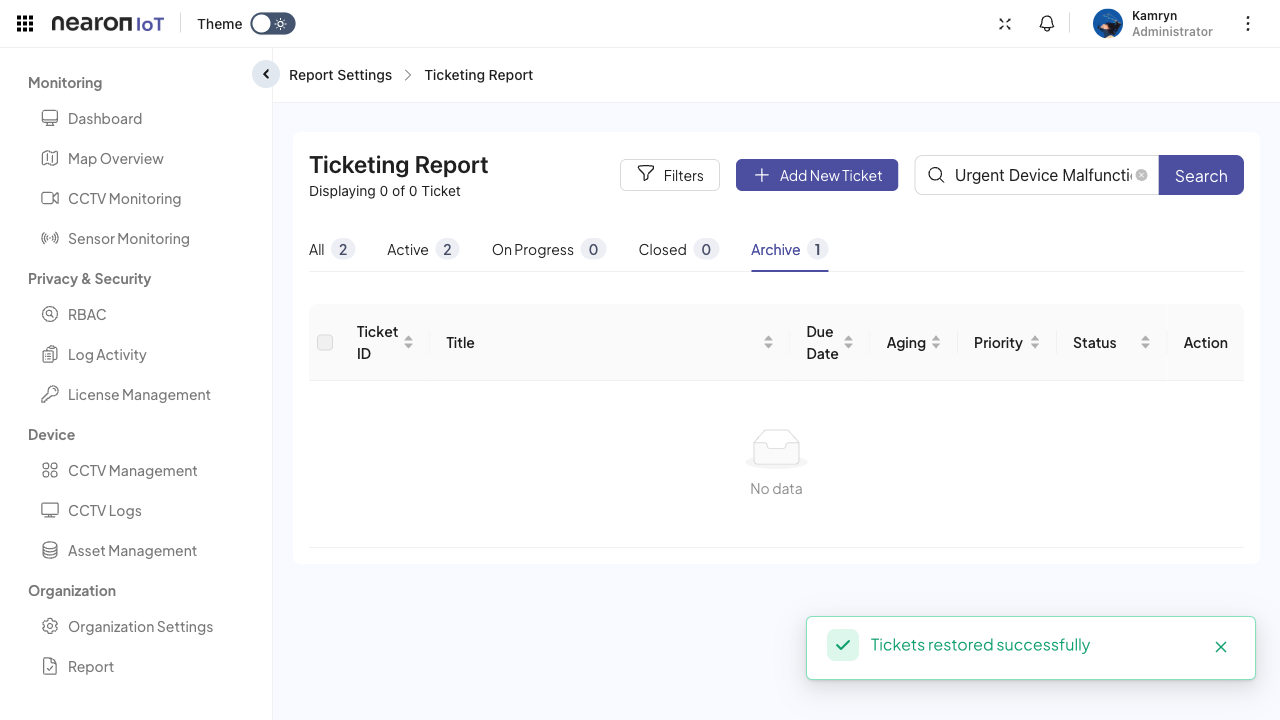 nearon IoT
Theme
Kamryn
Administrator
Monitoring
Dashboard
Map Overview
CCTV Monitoring
Sensor Monitoring
Privacy & Security
RBAC
Log Activity
License Management
Device
CCTV Management
CCTV Logs
Asset Management
Organization
Organization Settings
Report
Report Settings
Ticketing Report
Ticketing Report
Displaying 0 of 0 Ticket
Filters
Add New Ticket
Urgent Device Malfuncti
Search
All 2
Active 2
On Progress 0
Closed 0
Archive 1
Ticket ID
Title
Due Date
Aging
Priority
Status
Action
No data
Tickets restored successfully